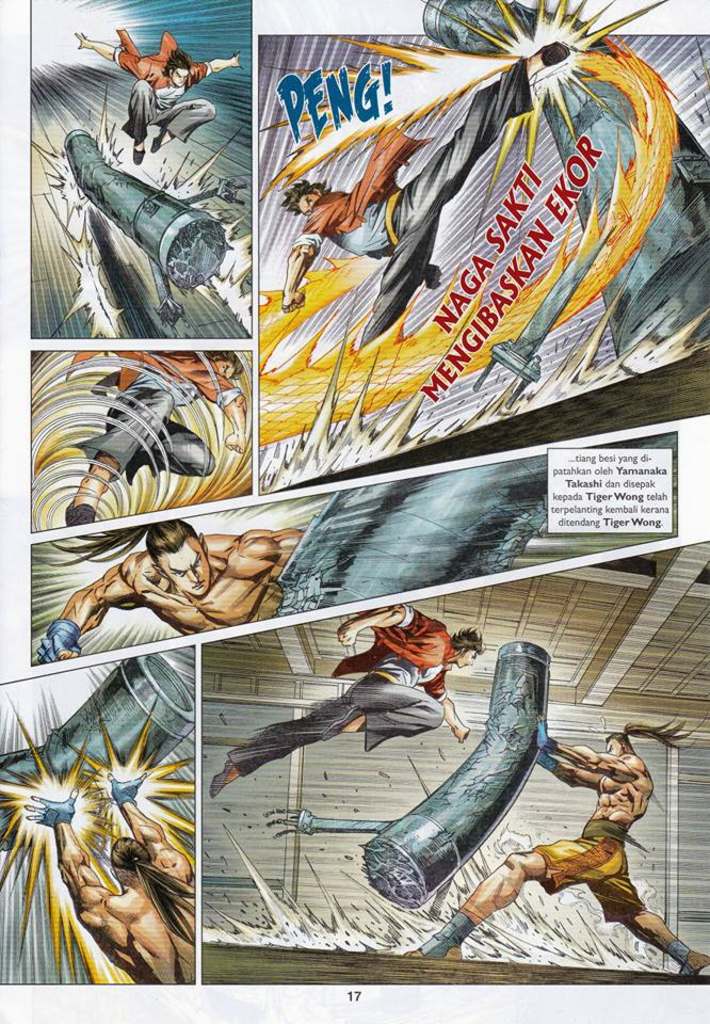 PENG!
NAGA SAKTI
MENGIBASKAN EKOR
...tiang besi yang di-
patahkan oleh Yamanaka
Takashi dan disepak
kepada Tiger Wong telah
terpelanting kembali kerana
ditendang Tiger Wong.
17